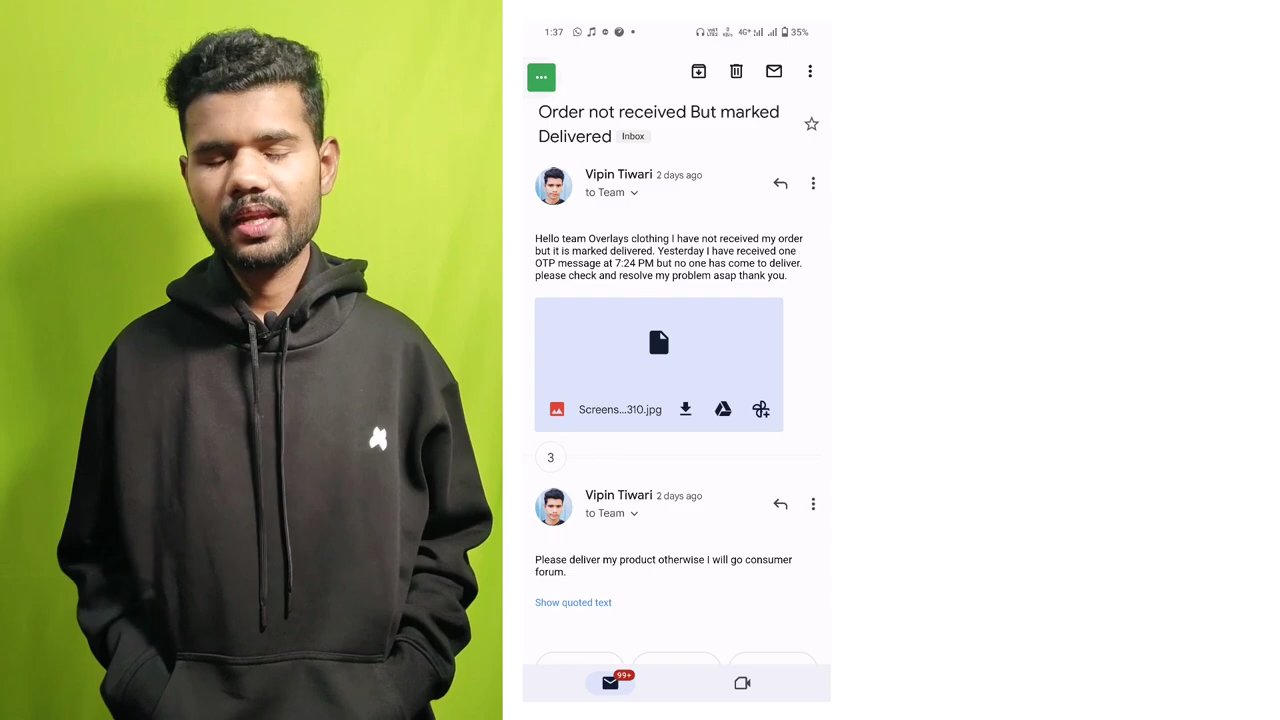 1:37
4G+ 35%
Order not received But marked
Delivered Inbox
Vipin Tiwari 2 days ago
to Team
Hello team Overlays clothing I have not received my order
but it is marked delivered. Yesterday I have received one
OTP message at 7:24 PM but no one has come to deliver.
please check and resolve my problem asap thank you.
Screens...310.jpg
3
Vipin Tiwari 2 days ago
to Team
Please deliver my product otherwise I will go consumer
forum.
Show quoted text
99+